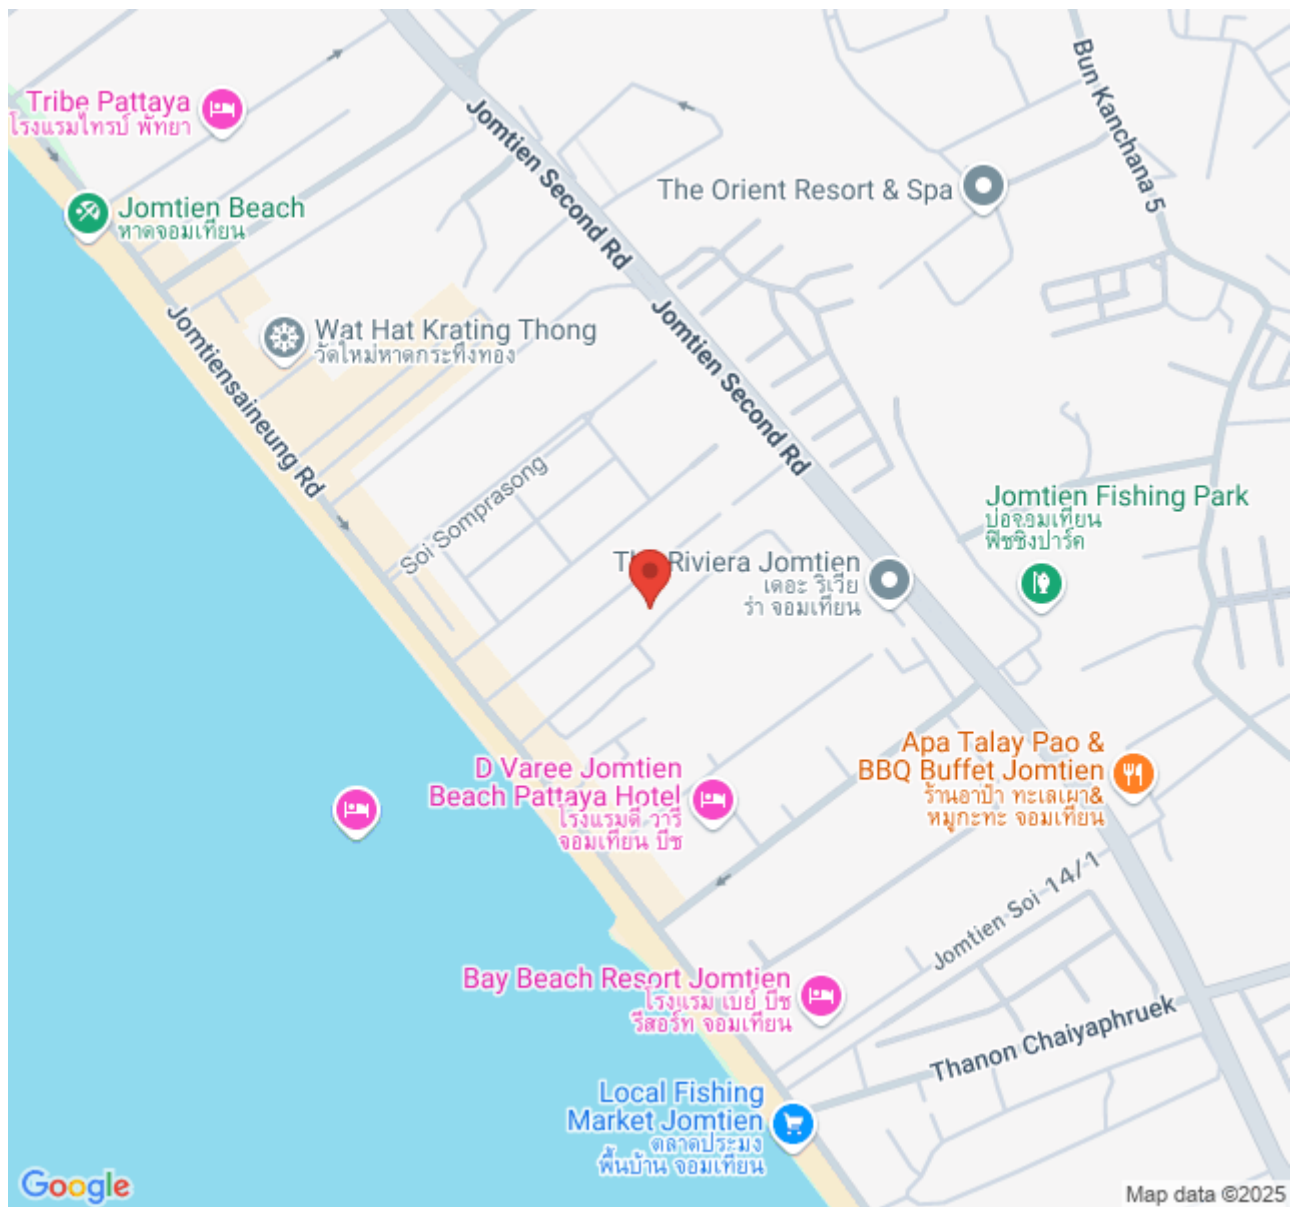 Bun Kanchana 5
Tribe Pattaya
โรงแรมไทรบ์ พัทยา
Jomtien Second Rd
The Orient Resort & Spa
Jomtien Beach
หาดจอมเทียน
Jomtiensaineung Rd
Wat Hat Krating Thong
วัดใหม่หาดกระทิงทอง
Jomtien Second Rd
Soi Somprasong
Jomtien Fishing Park
บ่อจอมเทียน
ฟิชชิงปาร์ค
Riviera Jomtien
เดอะ ริเวีย
ร่า จอมเทียน
Apa Talay Pao &
BBQ Buffet Jomtien
ร้านอาป๋า ทะเลเผา&
หมูกะทะ จอมเทียน
D Varee Jomtien
Beach Pattaya Hotel
โรงแรมดี วารี
จอมเทียน บีช
Jomtien Soi 14/1
Bay Beach Resort Jomtien
โรงแรม เบย์ บีช
รีสอร์ท จอมเทียน
Thanon Chaiyaphruek
Local Fishing
Market Jomtien
ตลาดประมง
พื้นบ้าน จอมเทียน
Google
Map data ©2025